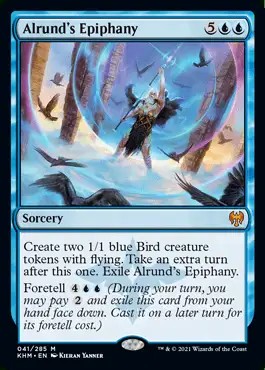 Alrund's Epiphany 5
Sorcery
Create two 1/1 blue Bird creature
tokens with flying. Take an extra turn
after this one. Exile Alrund's Epiphany.
Foretell 4 (During your turn, you
may pay 2 and exile this card from your
hand face down. Cast it on a later turn for
its foretell cost.)
041/285 M
KHM • EN KIERAN YANNER
™ & © 2021 Wizards of the Coast